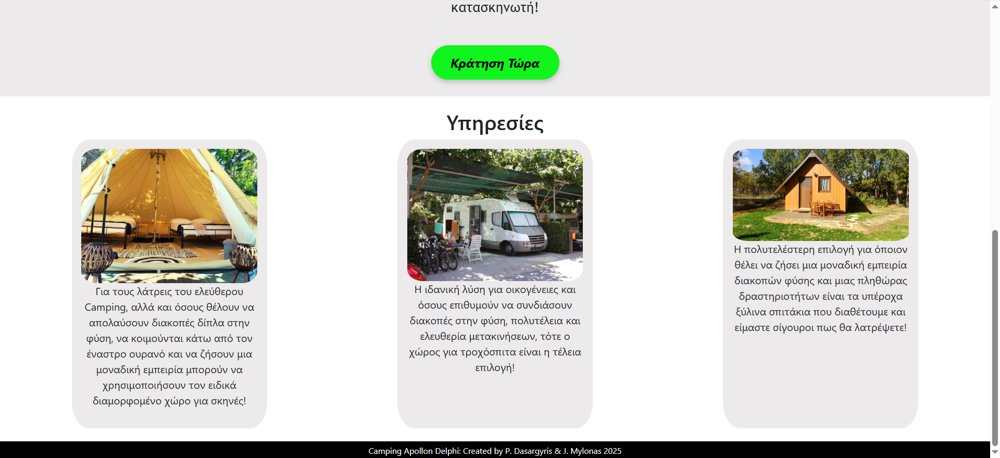 κατασκηνωτή!
Κράτηση Τώρα
Υπηρεσίες
Για τους λάτρεις του ελεύθερου
Camping, αλλά και όσους θέλουν να
απολαύσουν διακοπές δίπλα στην
φύση, να κοιμούνται κάτω από τον
έναστρο ουρανό και να ζήσουν μια
μοναδική εμπειρία μπορούν να
χρησιμοποιήσουν τον ειδικά
διαμορφομένο χώρο για σκηνές!
Η ιδανική λύση για οικογένειες και
όσους επιθυμούν να συνδιάσουν
διακοπές στην φύση, πολυτέλεια και
ελευθερία μετακινήσεων, τότε ο
χώρος για τροχόσπιτα είναι η τέλεια
επιλογή!
Η πολυτελέστερη επιλογή για όποιον
θέλει να ζήσει μια μοναδική εμπειρία
διακοπών φύσης και μιας πληθώρας
δραστηριοτήτων είναι τα υπέροχα
ξύλινα σπιτάκια που διαθέτουμε και
είμαστε σίγουροι πως θα λατρέψετε!
Camping Apollon Delphi: Created by P. Dasargyris & J. Mylonas 2025